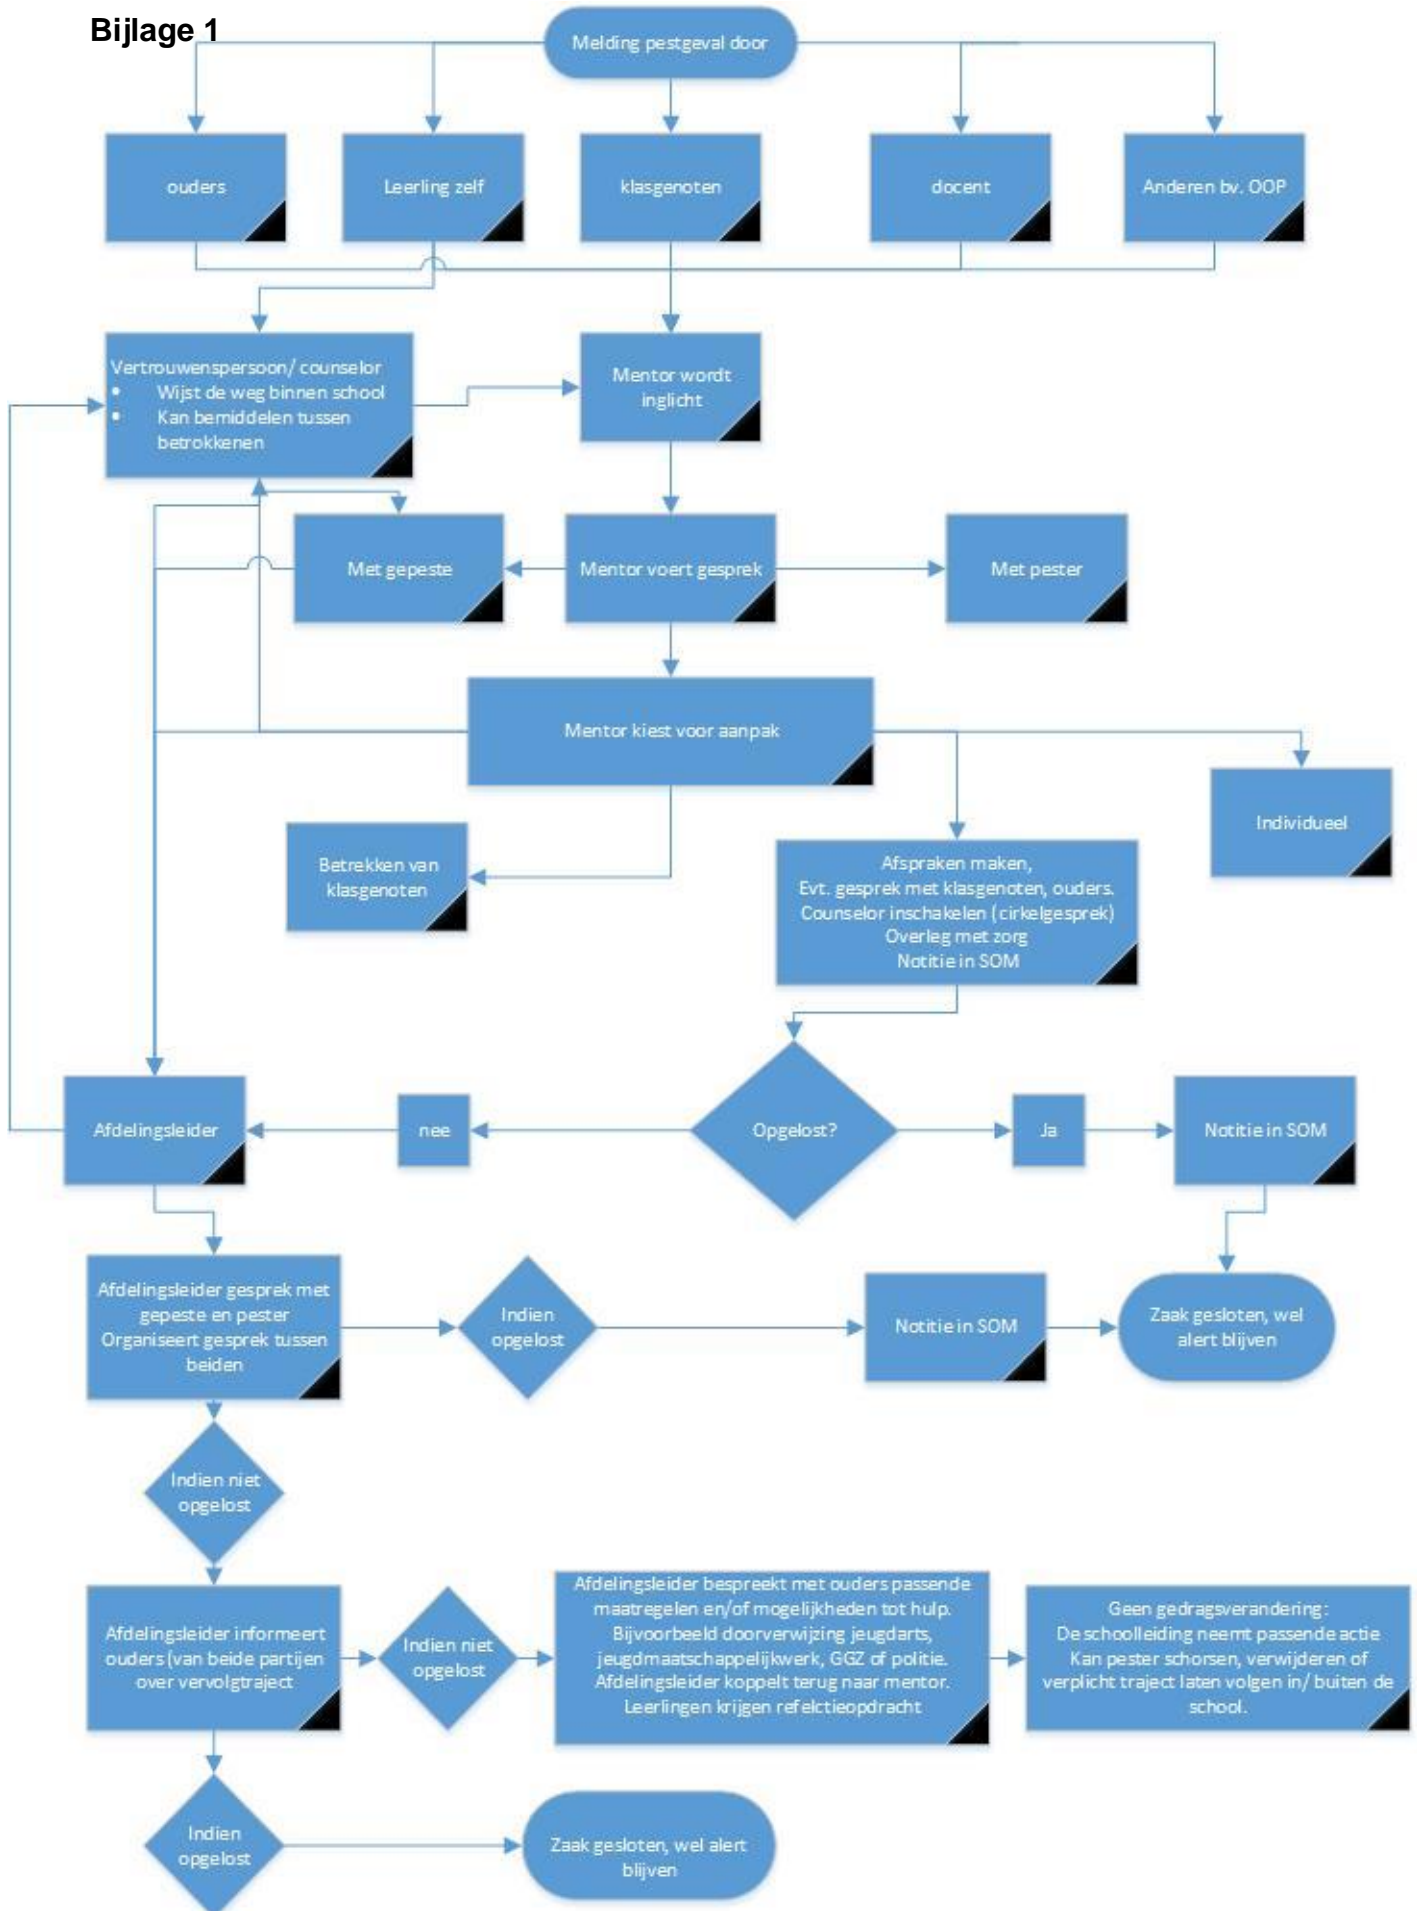 Bijlage 1
Melding pestgeval door
ouders
Leerling zelf
klasgenoten
docent
Anderen bv. OOP
Vertrouwenspersoon/ counselor
• Wijst de weg binnen school
• Kan bemiddelen tussen
betrokkenen
Mentor wordt
inglicht
Met gepeste
Mentor voert gesprek
Met pester
Mentor kiest voor aanpak
Individueel
Betrekken van
klasgenoten
Afspraken maken,
Evt. gesprek met klasgenoten, ouders.
Counselor inschakelen (cirkelgesprek)
Overleg met zorg
Notitie in SOM
Afdelingsleider
nee
Opgelost?
Ja
Notitie in SOM
Afdelingsleider gesprek met
gepeste en pester
Organiseert gesprek tussen
beiden
Indien
opgelost
Notitie in SOM
Zaak gesloten, wel
alert blijven
Indien niet
opgelost
Afdelingsleider informeert
ouders (van beide partijen
over vervolgtraject
Indien niet
opgelost
Afdelingsleider bespreekt met ouders passende
maatregelen en/of mogelijkheden tot hulp.
Bijvoorbeeld doorverwijzing jeugdarts,
jeugdmaatschappelijkwerk, GGZ of politie.
Afdelingsleider koppelt terug naar mentor.
Leerlingen krijgen refelctieopdracht
Geen gedragsverandering:
De schoolleiding neemt passende actie
Kan pester schorsen, verwijderen of
verplicht traject laten volgen in/ buiten de
school.
Indien
opgelost
Zaak gesloten, wel alert
blijven